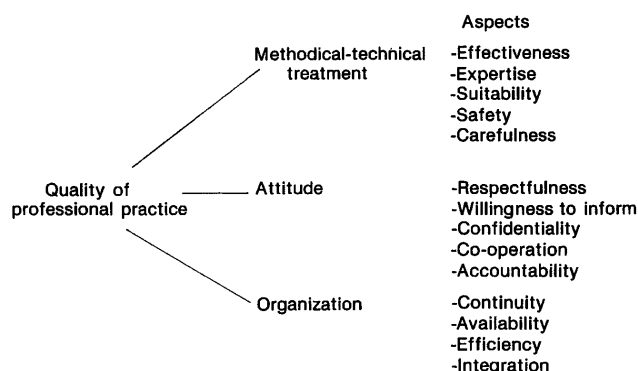 Aspects
Methodical-technical
treatment
-Effectiveness
-Expertise
-Suitability
-Safety
-Carefulness
Quality of
professional practice
Attitude
-Respectfulness
-Willingness to inform
-Confidentiality
-Co-operation
-Accountability
Organization
-Continuity
-Availability
-Efficiency
-Integration